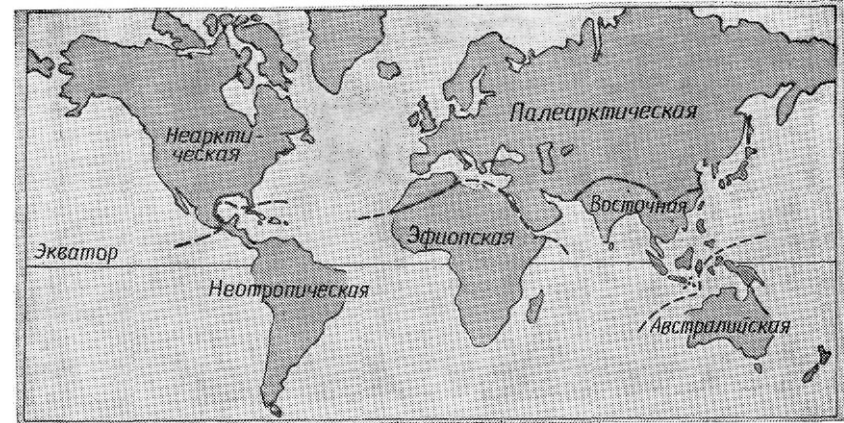 Неаркти-
ческая
Палеарктическая
Восточная
Эфиопская
Экватор
Неотропическая
Австралийская